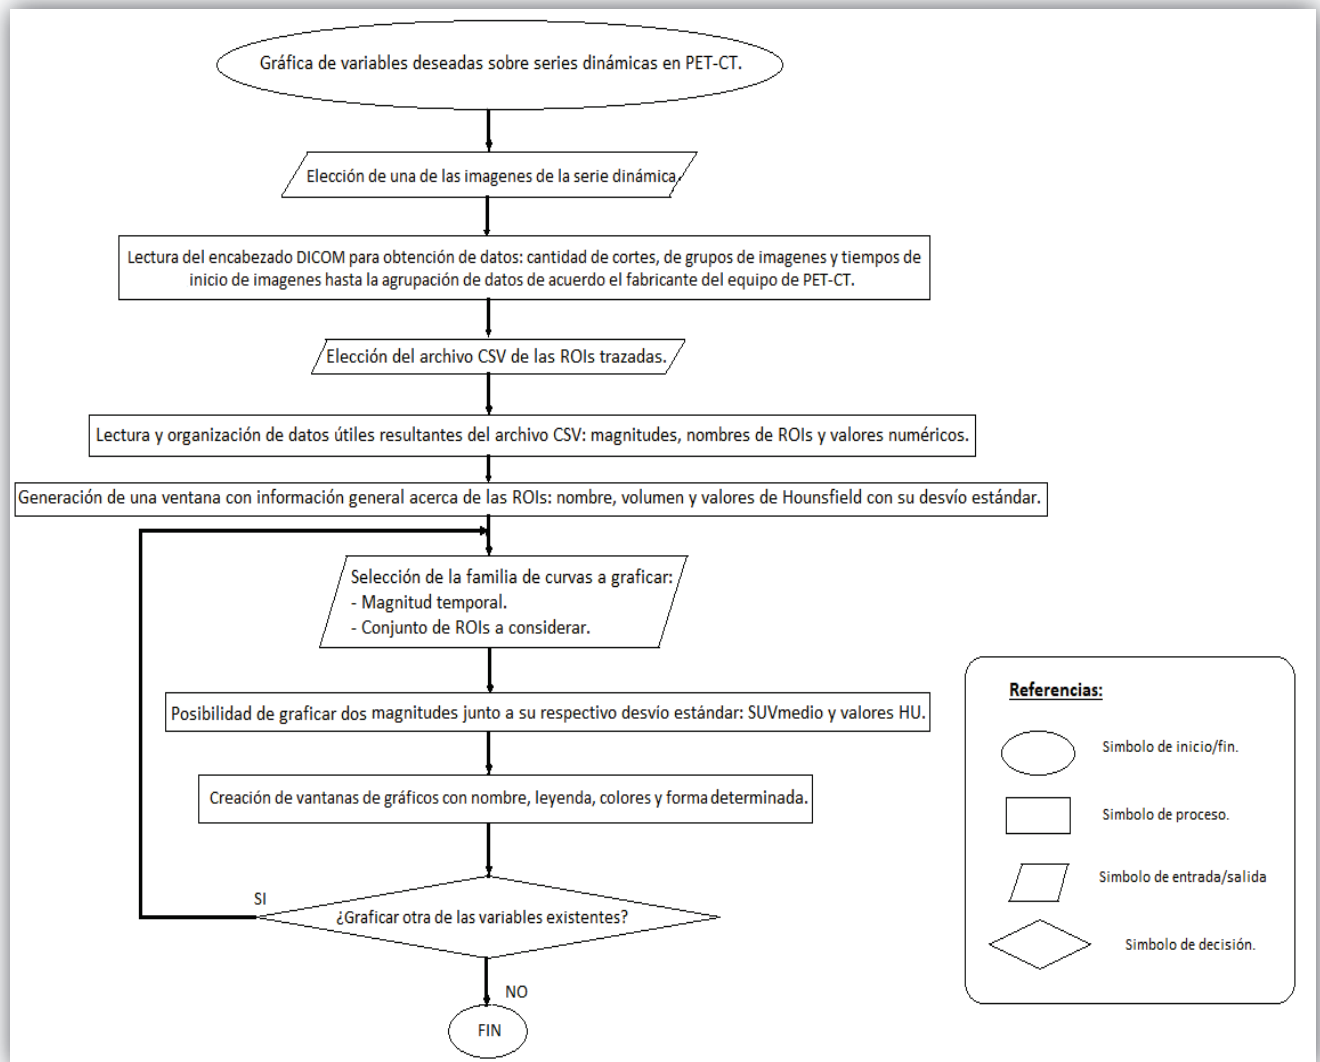 Gráfica de variables deseadas sobre series dinámicas en PET-CT.
Elección de una de las imagenes de la serie dinámica.
Lectura del encabezado DICOM para obtención de datos: cantidad de cortes, de grupos de imagenes y tiempos de
inicio de imagenes hasta la agrupación de datos de acuerdo el fabricante del equipo de PET-CT.
Elección del archivo CSV de las ROIs trazadas.
Lectura y organización de datos útiles resultantes del archivo CSV: magnitudes, nombres de ROIs y valores numéricos.
Generación de una ventana con información general acerca de las ROIs: nombre, volumen y valores de Hounsfield con su desvío estándar.
Selección de la familia de curvas a graficar:
- Magnitud temporal.
- Conjunto de ROIs a considerar.
Posibilidad de graficar dos magnitudes junto a su respectivo desvio estándar: SUVmedio y valores HU.
Creación de vantanas de gráficos con nombre, leyenda, colores y forma determinada.
SI
¿Graficar otra de las variables existentes?
NO
FIN
Referencias:
Simbolo de inicio/fin.
Simbolo de proceso.
Simbolo de entrada/salida
Simbolo de decisión.